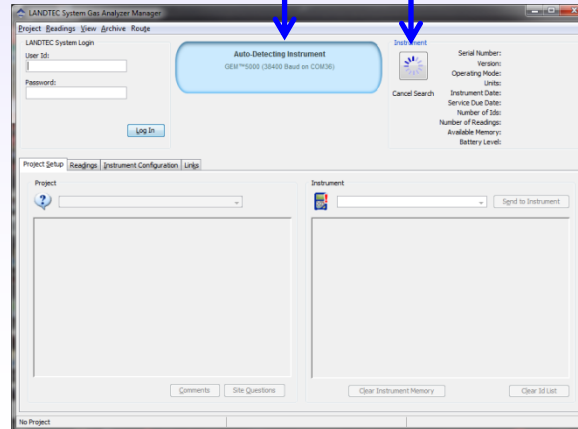 LANDTEC System Gas Analyzer Manager
Project Readings View Archive Route
LANDTEC System Login
User Id:
Password:
Log In
Auto-Detecting Instrument
GEM™5000 (38400 Baud on COM36)
Instrument
Cancel Search
Serial Number:
Version:
Operating Mode:
Units:
Instrument Date:
Service Due Date:
Number of Ids:
Number of Readings:
Available Memory:
Battery Level:
Project Setup Readings Instrument Configuration Links
Project
Instrument
Send to Instrument
Comments Site Questions
Clear Instrument Memory Clear Id List
No Project